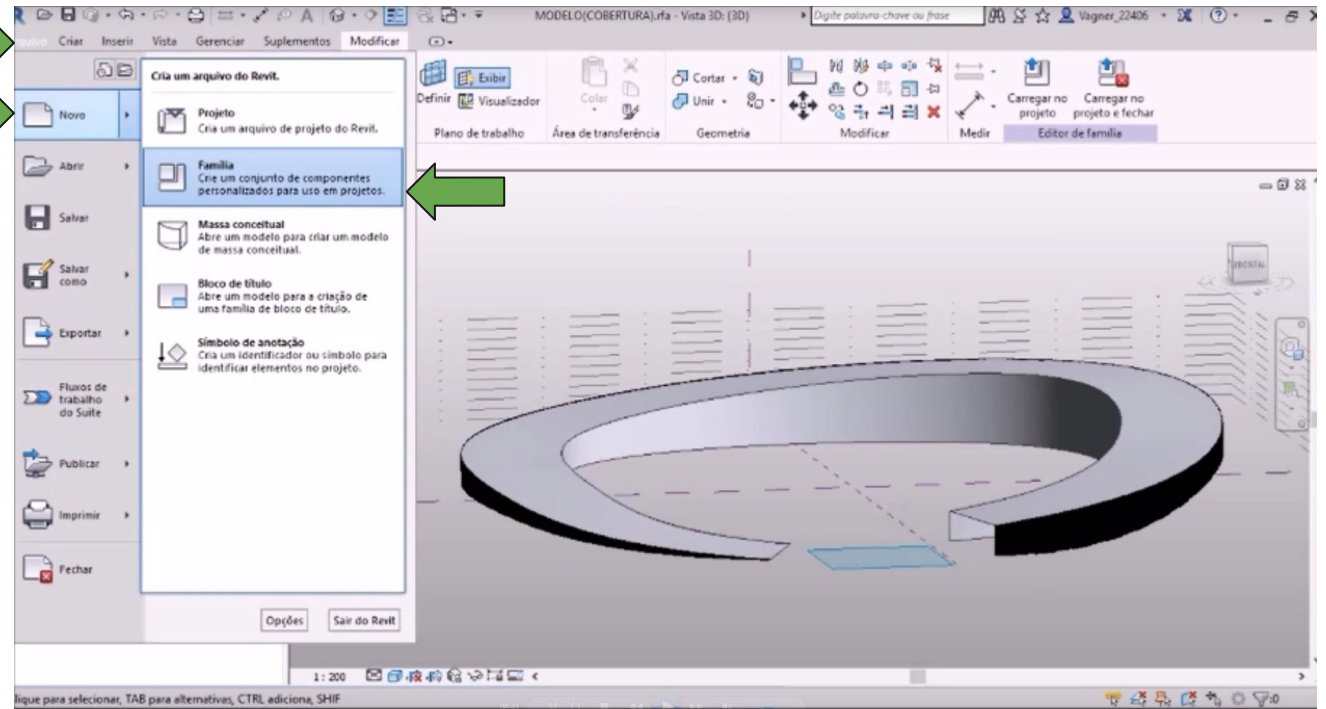 MODELO(COBERTURA).rfa - Vista 3D: {3D}
Digite palavra-chave ou frase
Vagner_22406
Criar Inserir Vista Gerenciar Suplementos Modificar
Crie um arquivo do Revit.
Novo
Projeto
Cria um arquivo de projeto do Revit.
Abrir
Família
Crie um conjunto de componentes
personalizados para uso em projetos.
Salvar
Massa conceitual
Abre um modelo para criar um modelo
de massa conceitual.
Salvar
como
Bloco de título
Abre um modelo para a criação de
uma família de bloco de título.
Exportar
Símbolo de anotação
Cria um identificador ou símbolo para
identificar elementos no projeto.
Fluxos de
trabalho
do Suite
Publicar
Imprimir
Fechar
Opções Sair do Revit
Definir Exibir
Visualizador
Plano de trabalho
Colar
Área de transferência
Cortar
Unir
Geometria
Modificar
Medir
Carregar no
projeto
Carregar no
projeto e fechar
Editor de família
FRONTAL
1 : 200
lique para selecionar, TAB para alternativas, CTRL adiciona, SHIF
:0